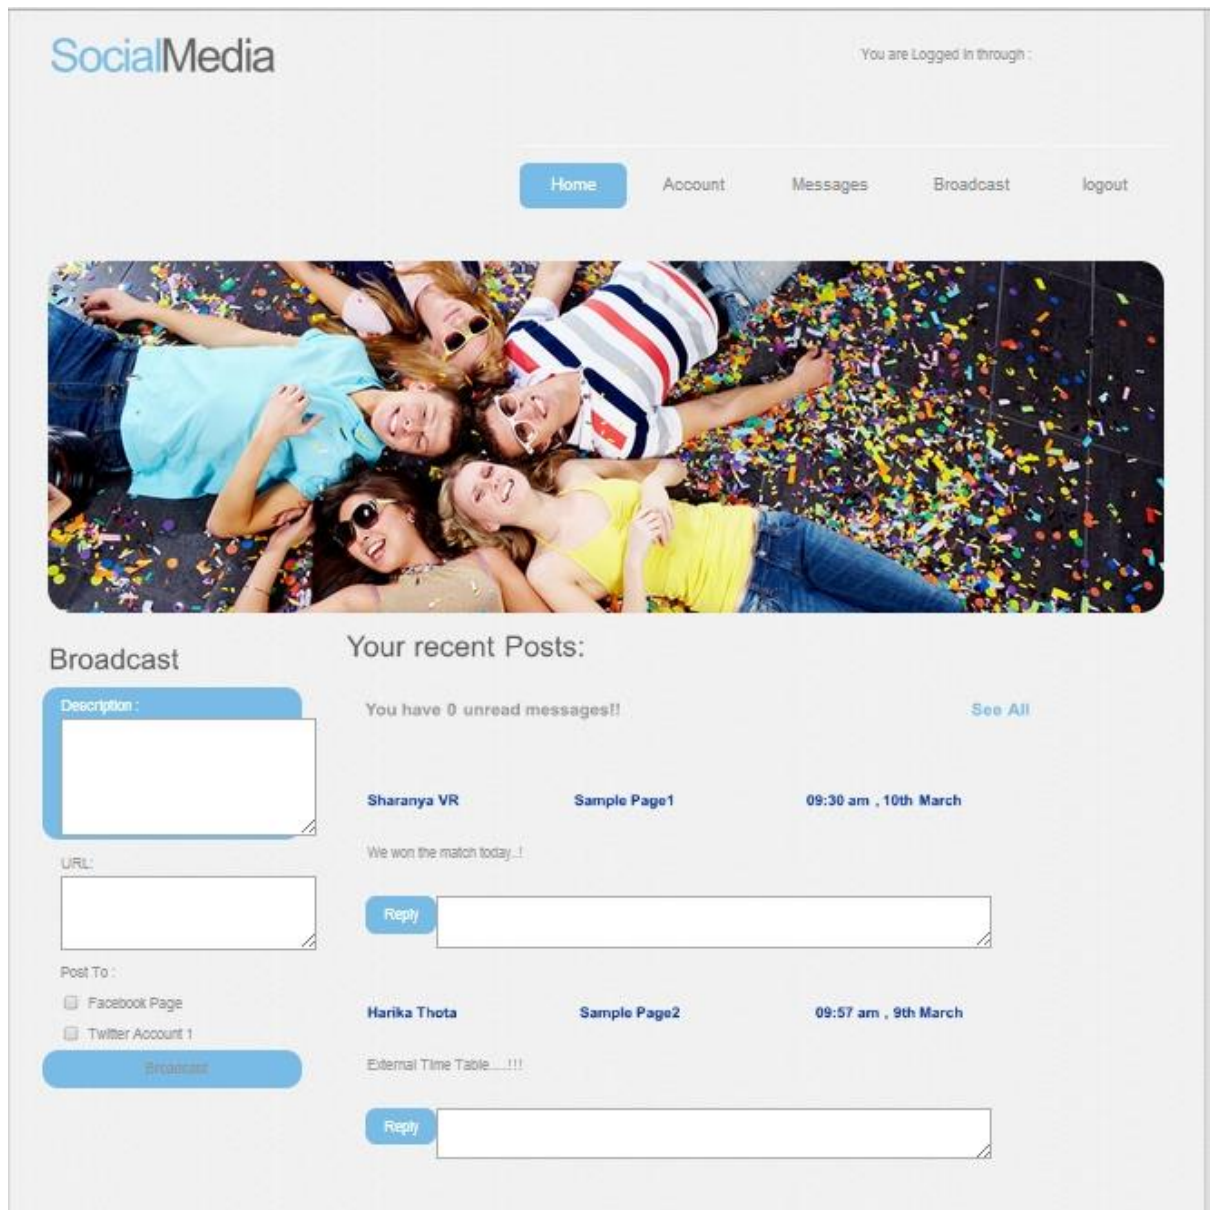 SocialMedia
You are Logged in through :
Home Account Messages Broadcast logout
Broadcast
Description :
URL:
Post To :
Facebook Page
Twitter Account 1
Broadcast
Your recent Posts:
You have 0 unread messages!! See All
Sharanya VR Sample Page1 09:30 am , 10th March
We won the match today..!
Reply
Harika Thota Sample Page2 09:57 am , 9th March
External Time Table.....!!!
Reply